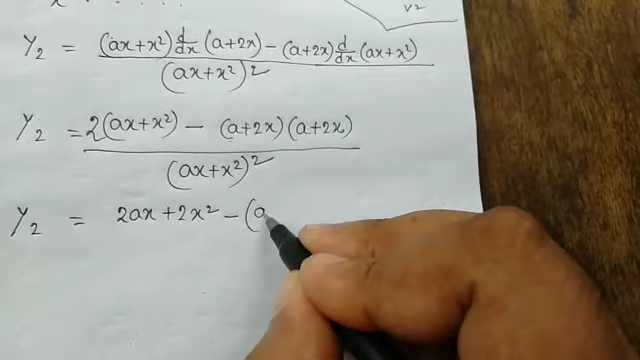 x . . . . .
v2
Y₂ = (ax+x²) d/dx (a+2x) − (a+2x) d/dx (ax+x²) / (ax+x²)²
Y₂ = 2(ax+x²) − (a+2x)(a+2x) / (ax+x²)²
Y₂ = 2ax + 2x² − (a